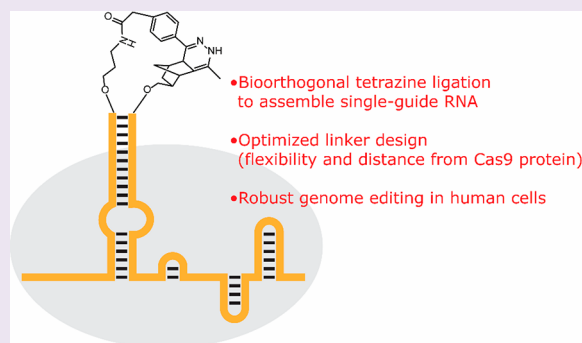 O
N
H
N
NH
O
O
•Bioorthogonal tetrazine ligation
to assemble single-guide RNA
•Optimized linker design
(flexibility and distance from Cas9 protein)
•Robust genome editing in human cells